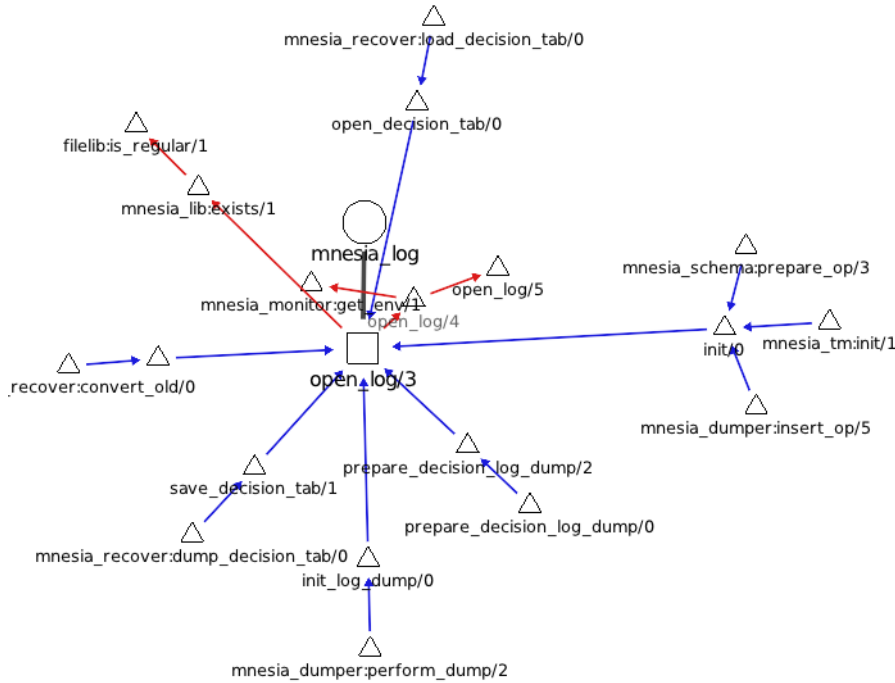 mnesia_recover:load_decision_tab/0
open_decision_tab/0
filelib:is_regular/1
mnesia_lib:exists/1
mnesia_log
mnesia_schema:prepare_op/3
open_log/5
mnesia_monitor:get_env/1
open_log/4
init/0
mnesia_tm:init/1
open_log/3
_recover:convert_old/0
mnesia_dumper:insert_op/5
prepare_decision_log_dump/2
save_decision_tab/1
prepare_decision_log_dump/0
mnesia_recover:dump_decision_tab/0
init_log_dump/0
mnesia_dumper:perform_dump/2